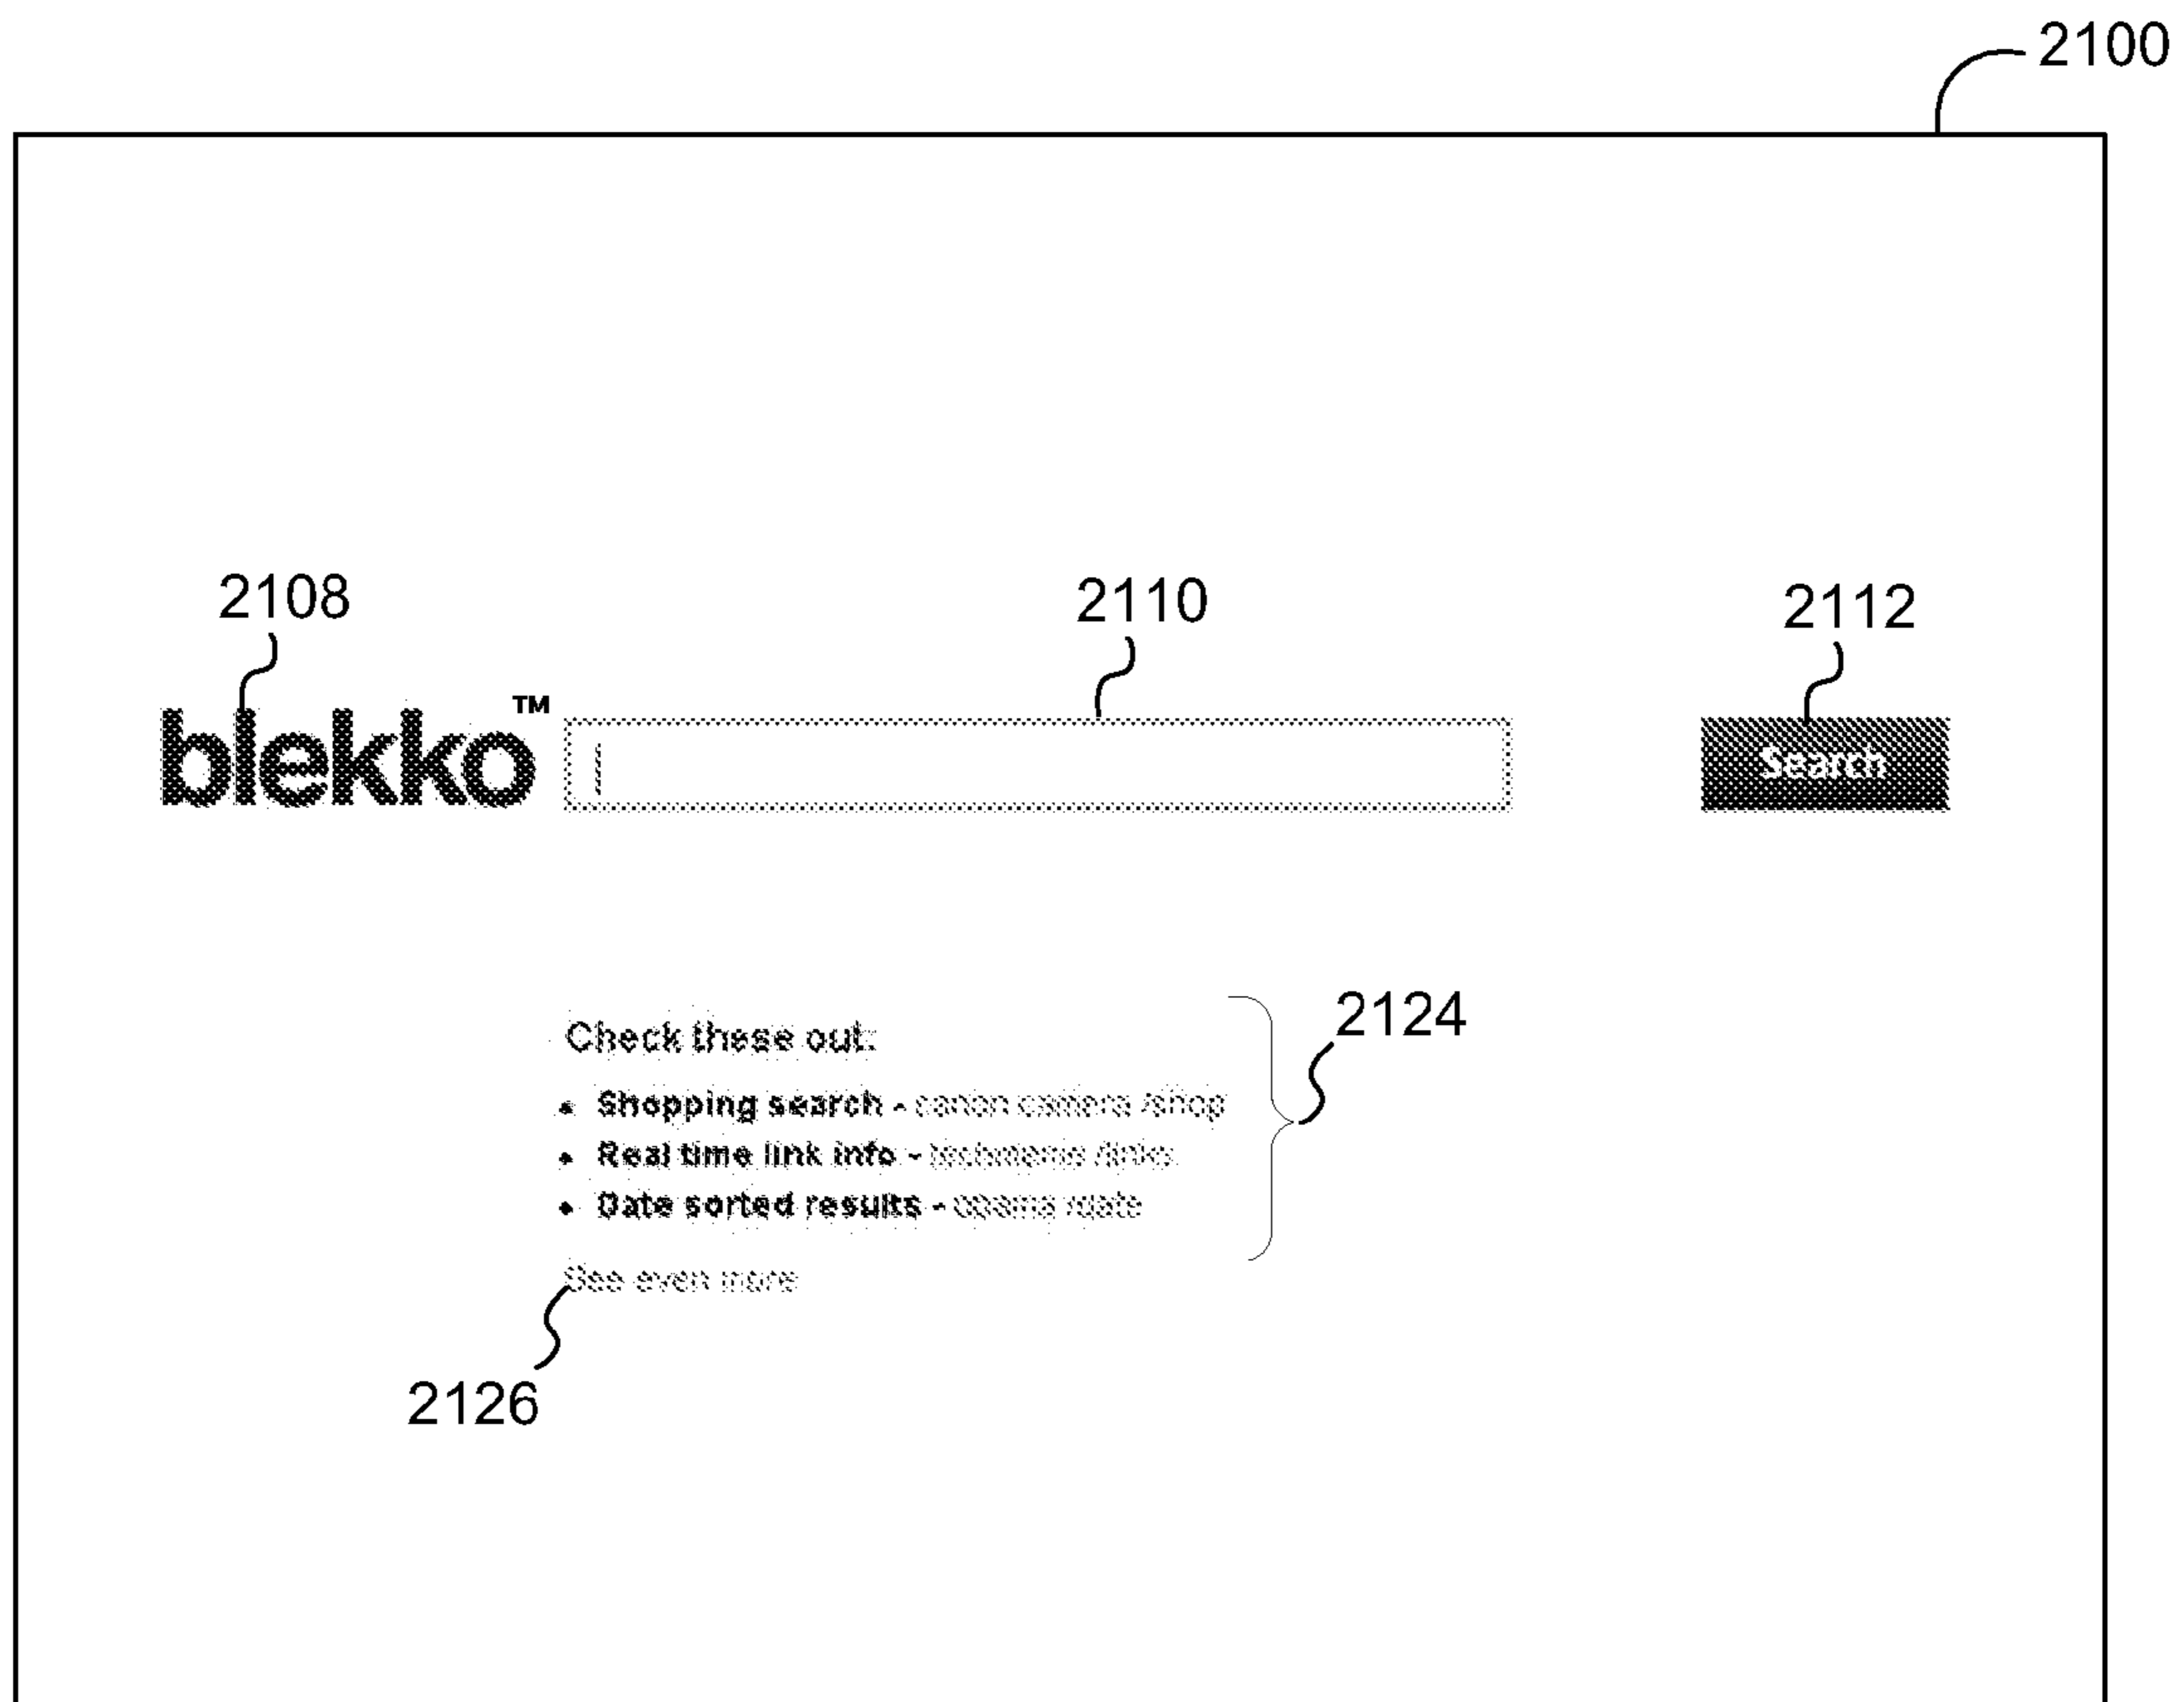 2100
2108
2110
2112
blekko™
Search
Check these out:
2124
• Shopping search - canon camera /shop
• Real time link info - techmeme /links
• Date sorted results - obama /date
See even more
2126